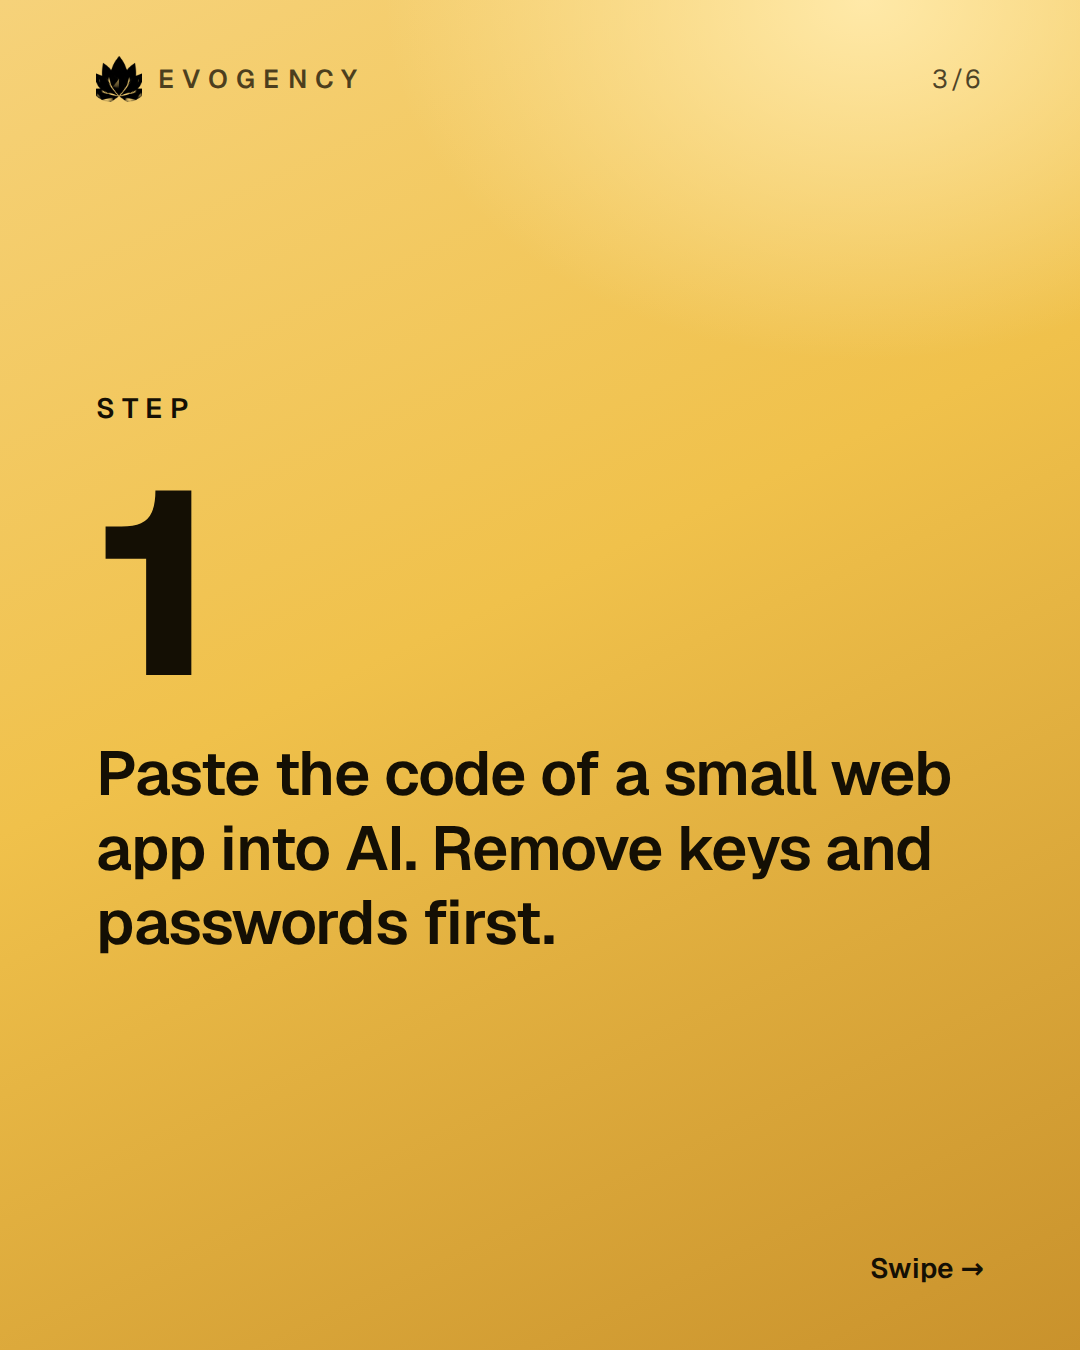 EVOGENCY
3/6
STEP
1
Paste the code of a small web
app into AI. Remove keys and
passwords first.
Swipe →